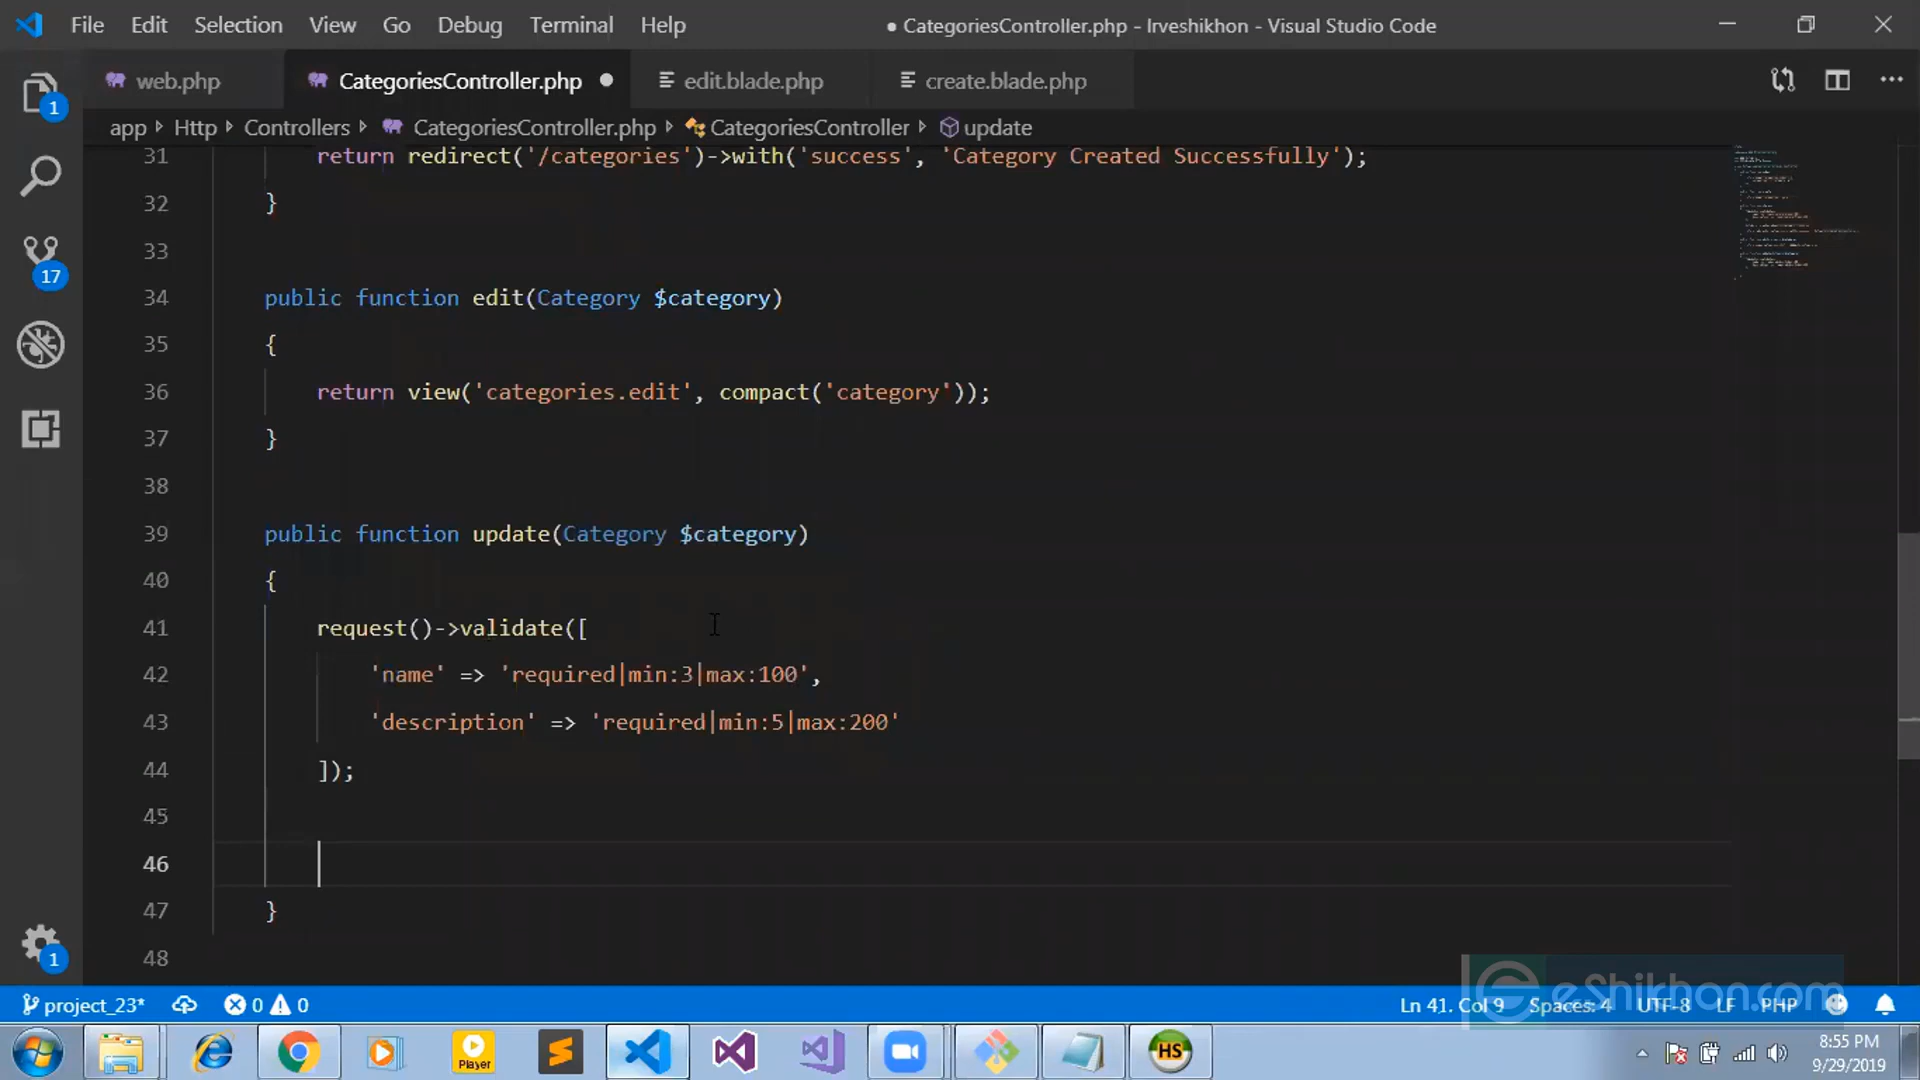 File Edit Selection View Go Debug Terminal Help ● CategoriesController.php - Irveshikhon - Visual Studio Code
web.php CategoriesController.php ● edit.blade.php create.blade.php
app Http Controllers CategoriesController.php CategoriesController update
31 return redirect('/categories')->with('success', 'Category Created Successfully');
32 }
33
34 public function edit(Category $category)
35 {
36 return view('categories.edit', compact('category'));
37 }
38
39 public function update(Category $category)
40 {
41 request()->validate([
42 'name' => 'required|min:3|max:100',
43 'description' => 'required|min:5|max:200'
44 ]);
45
46
47 }
48
1
17
1
eShikhon.com
project_23* 0 0 Ln 41, Col 9 Spaces: 4 UTF-8 LF PHP
Player
HS
8:55 PM
9/29/2019